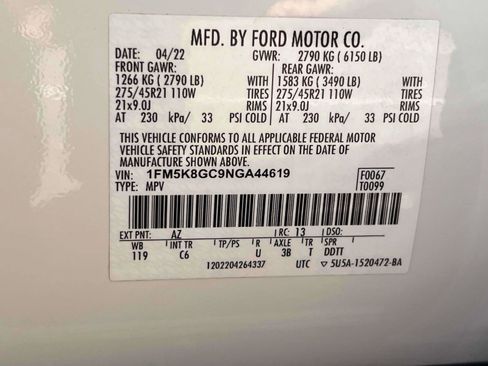 MFD. BY FORD MOTOR CO.
DATE: 04/22 GVWR: 2790 KG ( 6150 LB)
FRONT GAWR: REAR GAWR:
1266 KG ( 2790 LB) WITH 1583 KG ( 3490 LB) WITH
275/45R21 110W TIRES 275/45R21 110W TIRES
21x9.0J RIMS 21x9.0J RIMS
AT 230 kPa/ 33 PSI COLD AT 230 kPa/ 33 PSI COLD
THIS VEHICLE CONFORMS TO ALL APPLICABLE FEDERAL MOTOR
VEHICLE SAFETY STANDARDS IN EFFECT ON THE DATE OF
MANUFACTURE SHOWN ABOVE.
VIN: 1FM5K8GC9NGA44619 F0067
TYPE: MPV T0099
EXT PNT: AZ RC: 13 DSO:
WB INT TR TP/PS R AXLE TR SPR
119 C6 U 3B T DDTT
1202204264337 UTC ▽ 5U5A-1520472-BA